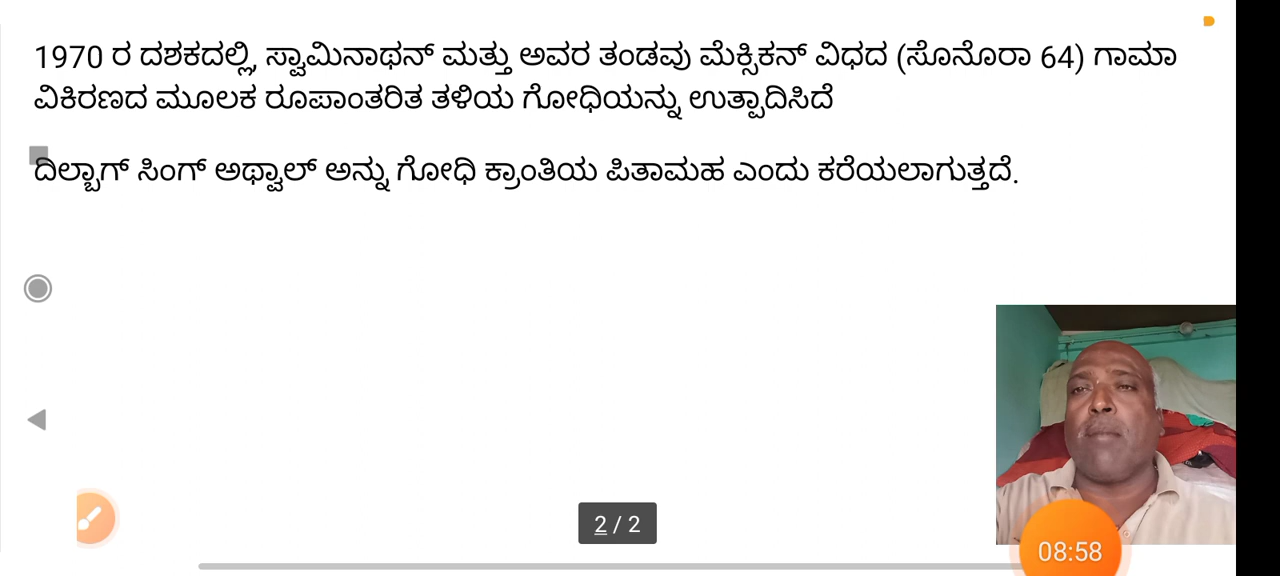 1970 ರ ದಶಕದಲ್ಲಿ, ಸ್ವಾಮಿನಾಥನ್ ಮತ್ತು ಅವರ ತಂಡವು ಮೆಕ್ಸಿಕನ್ ವಿಧದ (ಸೊನೊರಾ 64) ಗಾಮಾ
ವಿಕಿರಣದ ಮೂಲಕ ರೂಪಾಂತರಿತ ತಳಿಯ ಗೋಧಿಯನ್ನು ಉತ್ಪಾದಿಸಿದೆ
ದಿಲ್ಬಾಗ್ ಸಿಂಗ್ ಅಥ್ವಾಲ್ ಅನ್ನು ಗೋಧಿ ಕ್ರಾಂತಿಯ ಪಿತಾಮಹ ಎಂದು ಕರೆಯಲಾಗುತ್ತದೆ.
2 / 2
08:58